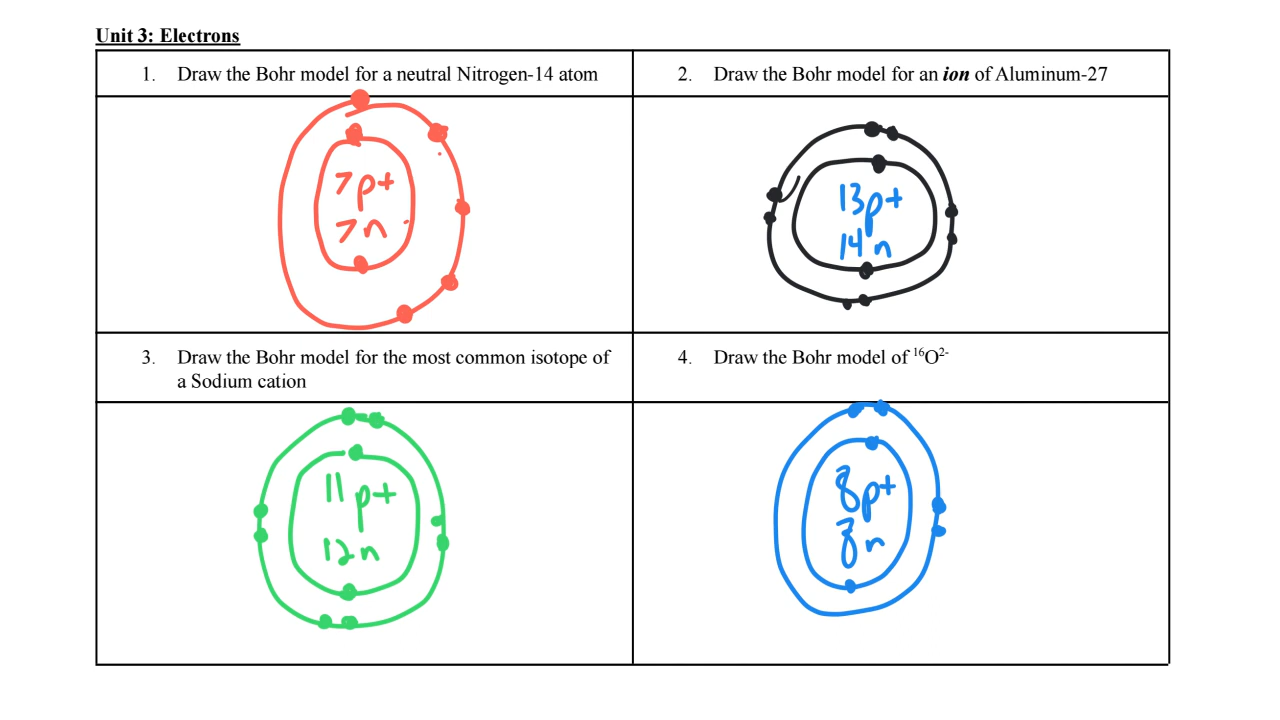 Unit 3: Electrons
1. Draw the Bohr model for a neutral Nitrogen-14 atom
2. Draw the Bohr model for an ion of Aluminum-27
7p+
7n
13p+
14n
3. Draw the Bohr model for the most common isotope of
a Sodium cation
4. Draw the Bohr model of ¹⁶O²⁻
11p+
12n
8p+
8n